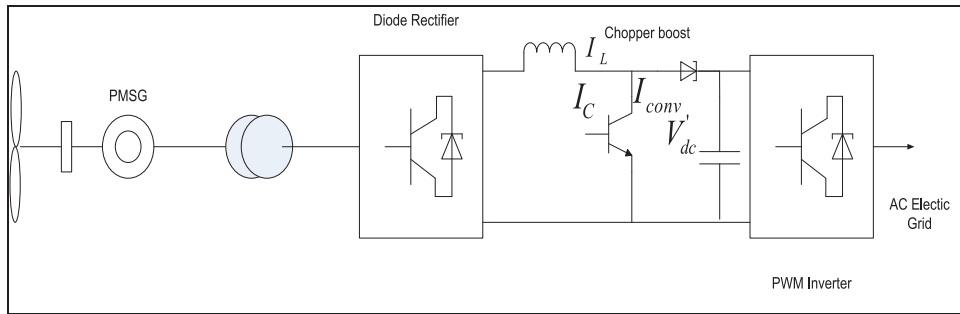 Diode Rectifier
Chopper boost
I_L
PMSG
I_C
I_conv
V'_dc
AC Electic
Grid
PWM Inverter